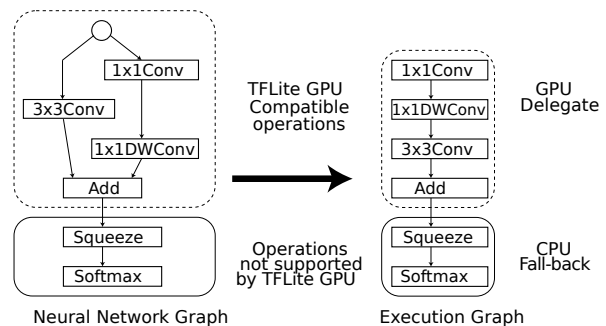 1x1Conv
3x3Conv
1x1DWConv
Add
Squeeze
Softmax
Neural Network Graph
TFLite GPU
Compatible
operations
Operations
not supported
by TFLite GPU
1x1Conv
1x1DWConv
3x3Conv
Add
Squeeze
Softmax
Execution Graph
GPU
Delegate
CPU
Fall-back